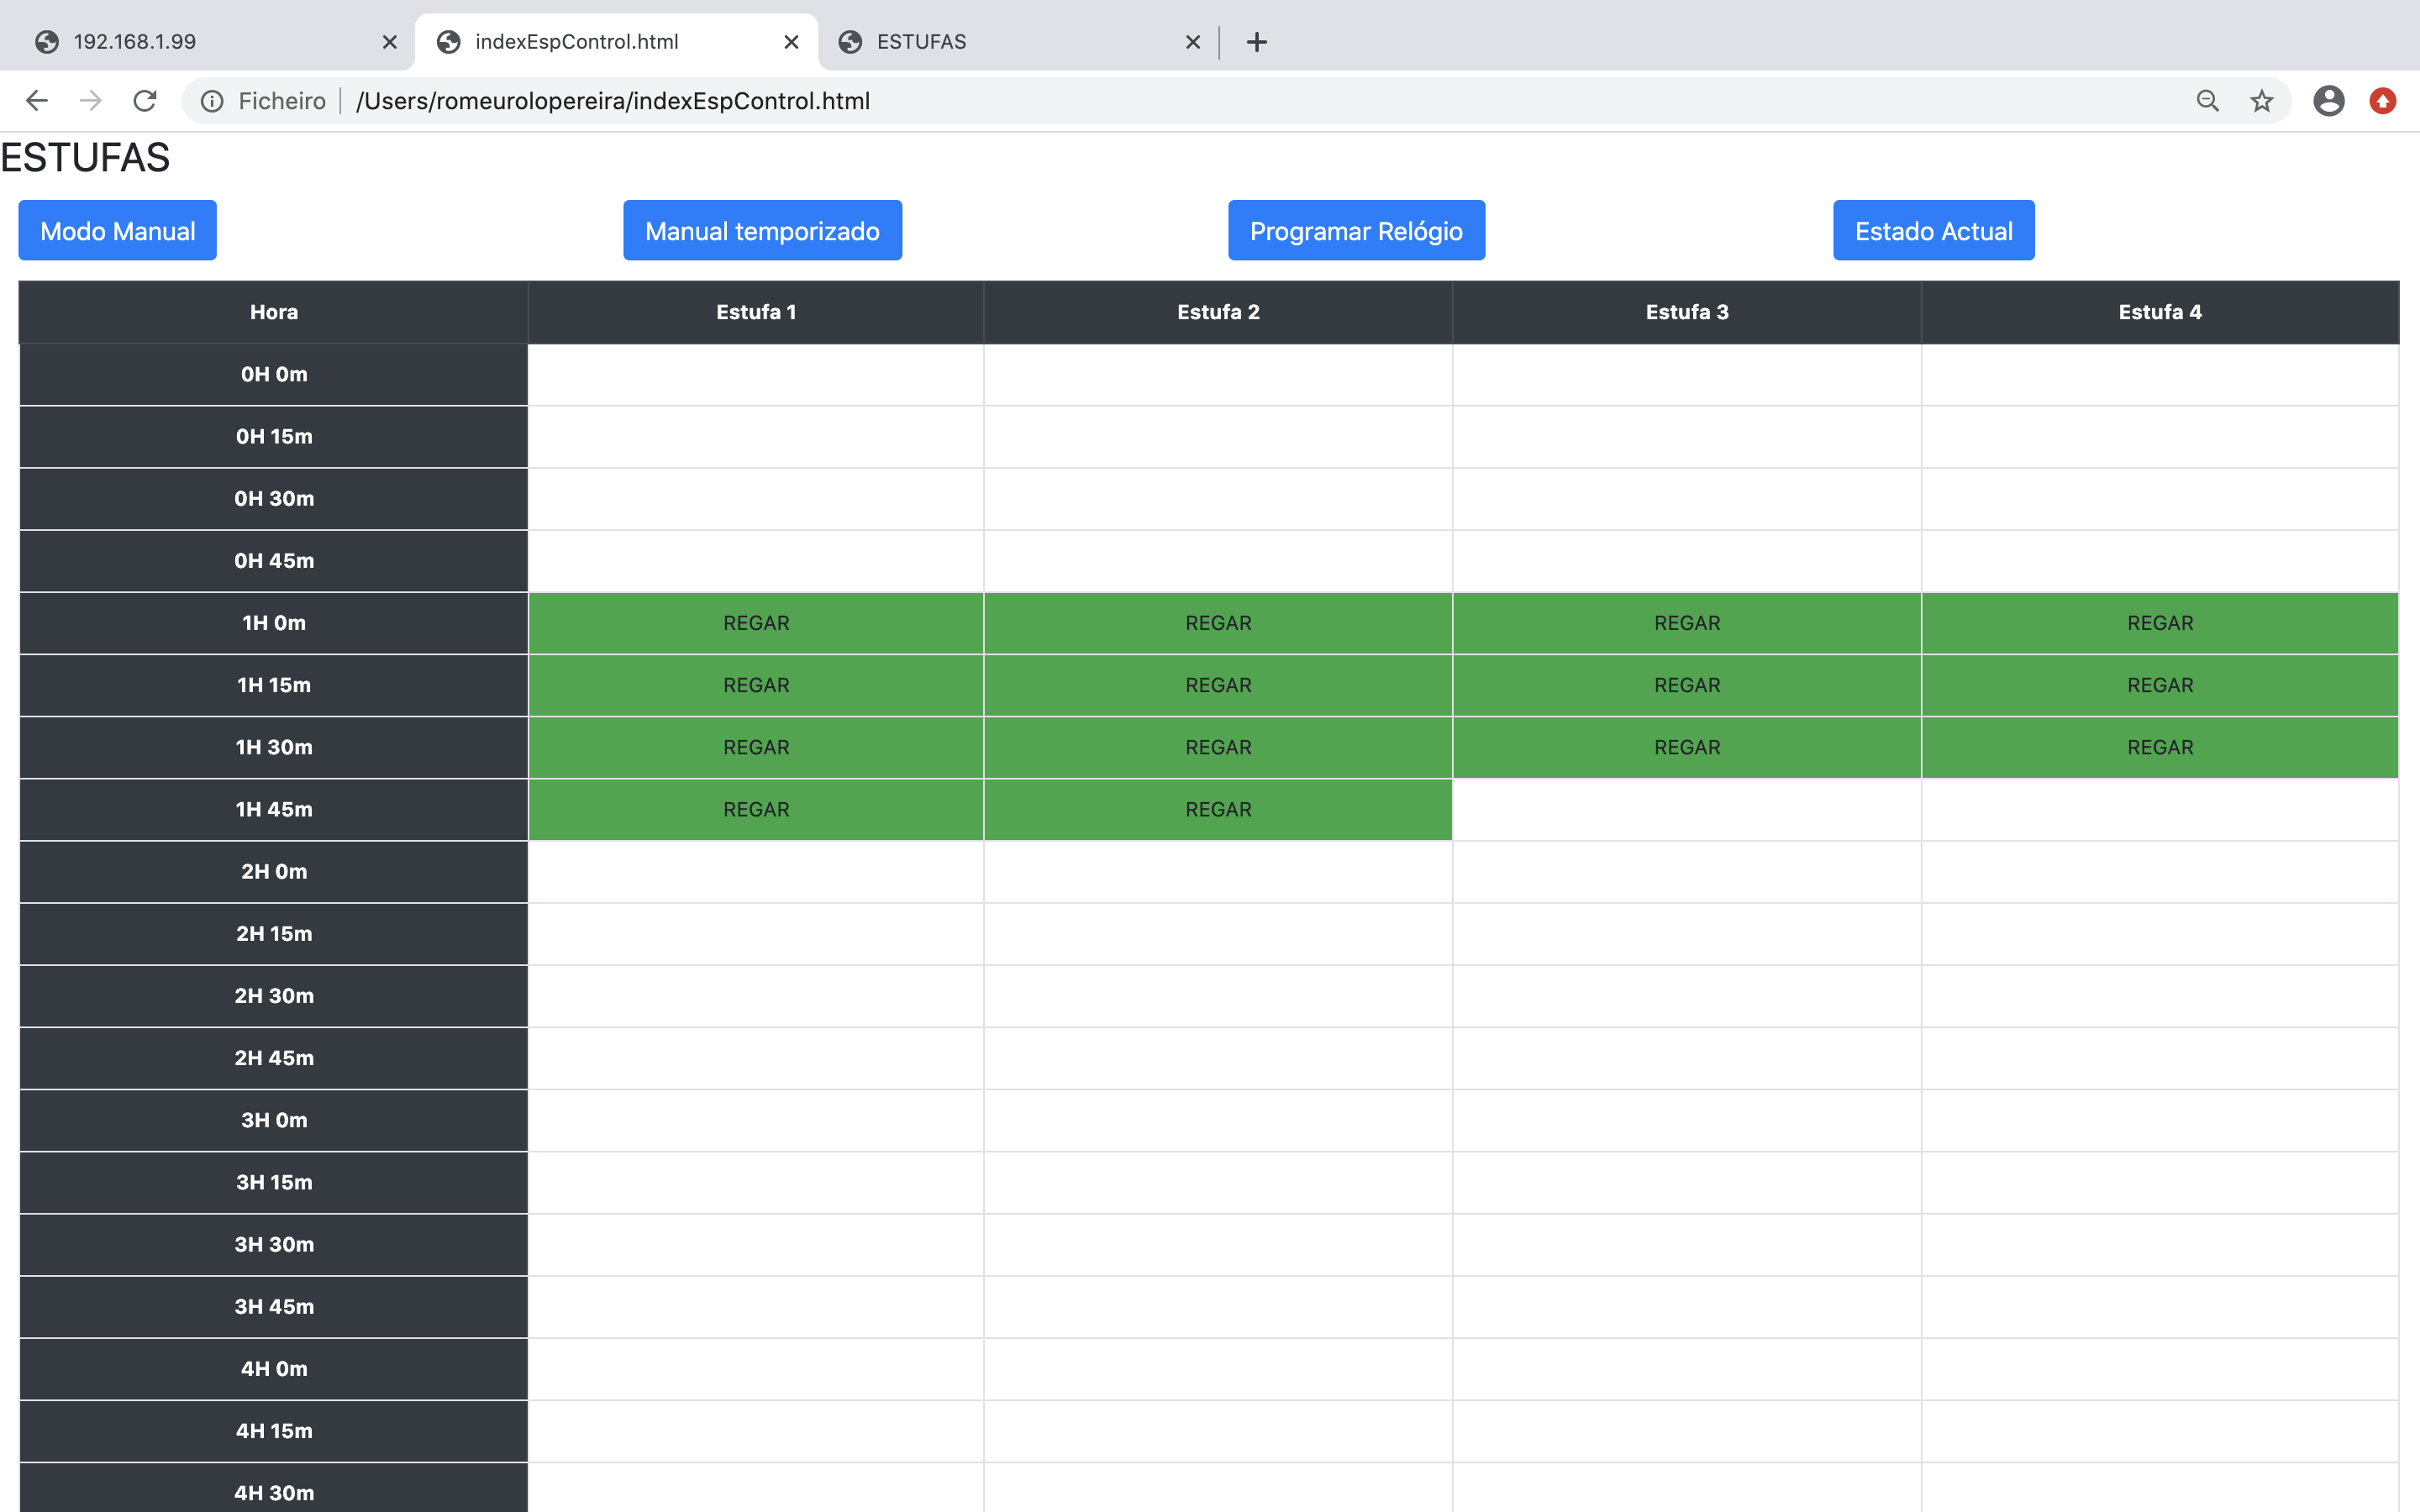 192.168.1.99 indexEspControl.html ESTUFAS
Ficheiro /Users/romeurolopereira/indexEspControl.html
ESTUFAS
Modo Manual Manual temporizado Programar Relógio Estado Actual
Hora Estufa 1 Estufa 2 Estufa 3 Estufa 4
0H 0m
0H 15m
0H 30m
0H 45m
1H 0m REGAR REGAR REGAR REGAR
1H 15m REGAR REGAR REGAR REGAR
1H 30m REGAR REGAR REGAR REGAR
1H 45m REGAR REGAR
2H 0m
2H 15m
2H 30m
2H 45m
3H 0m
3H 15m
3H 30m
3H 45m
4H 0m
4H 15m
4H 30m